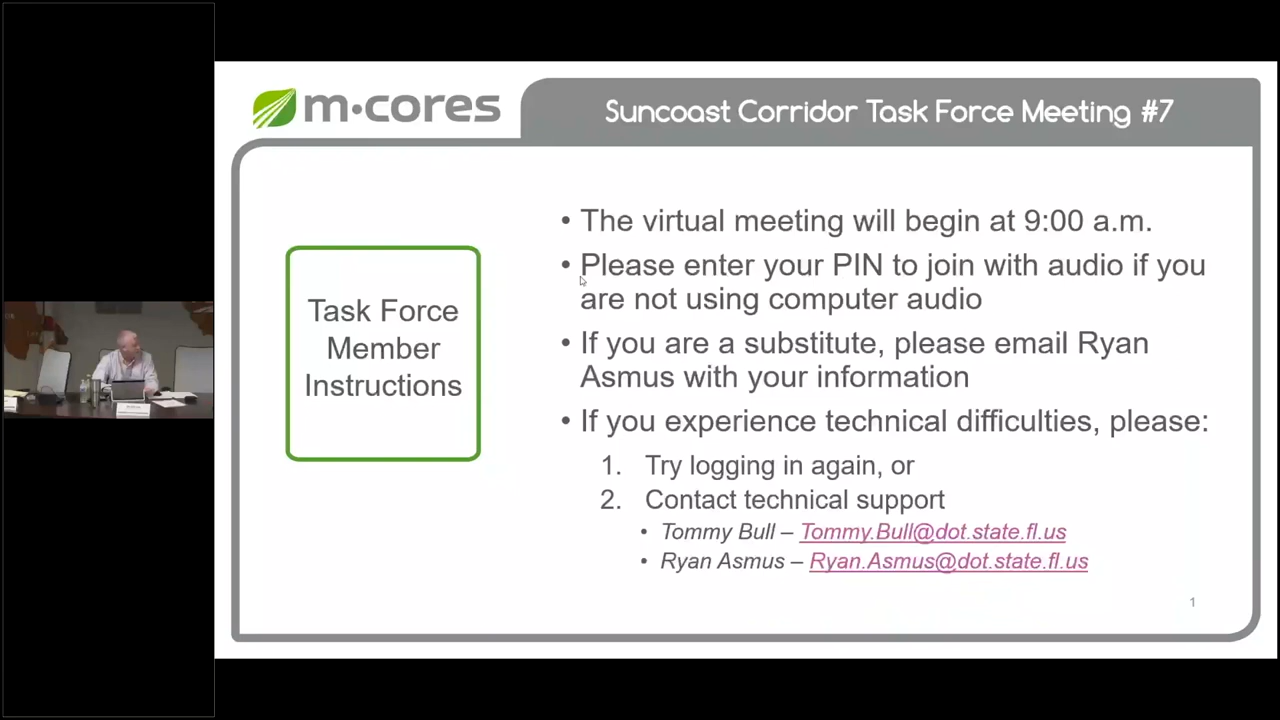 m·cores
Suncoast Corridor Task Force Meeting #7
Task Force
Member
Instructions
• The virtual meeting will begin at 9:00 a.m.
• Please enter your PIN to join with audio if you
are not using computer audio
• If you are a substitute, please email Ryan
Asmus with your information
• If you experience technical difficulties, please:
1. Try logging in again, or
2. Contact technical support
• Tommy Bull – Tommy.Bull@dot.state.fl.us
• Ryan Asmus – Ryan.Asmus@dot.state.fl.us
1